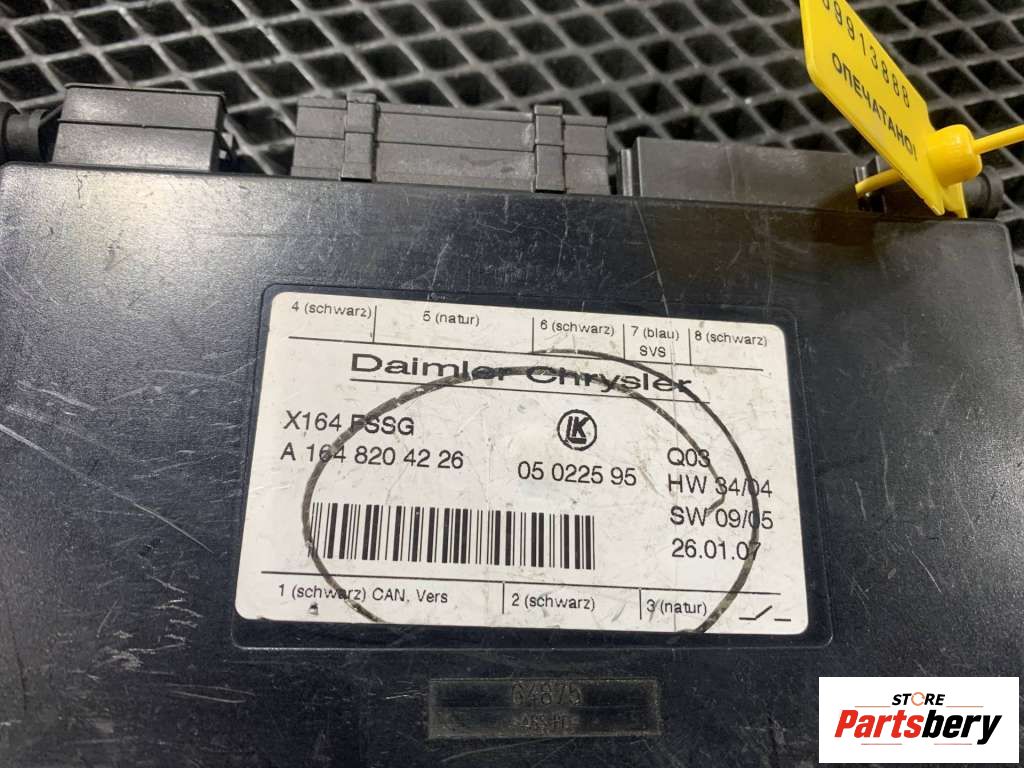 09913888
ОПЕЧАТАНО!
4 (schwarz) 5 (natur) 6 (schwarz) 7 (blau) 8 (schwarz)
SVS
Daimler Chrysler
X164 FSSG
A 164 820 42 26
LK
05 0225 95
Q03
HW 34/04
SW 09/05
26.01.07
1 (schwarz) CAN, Vers 2 (schwarz) 3 (natur)
64875
STORE
Partsbery